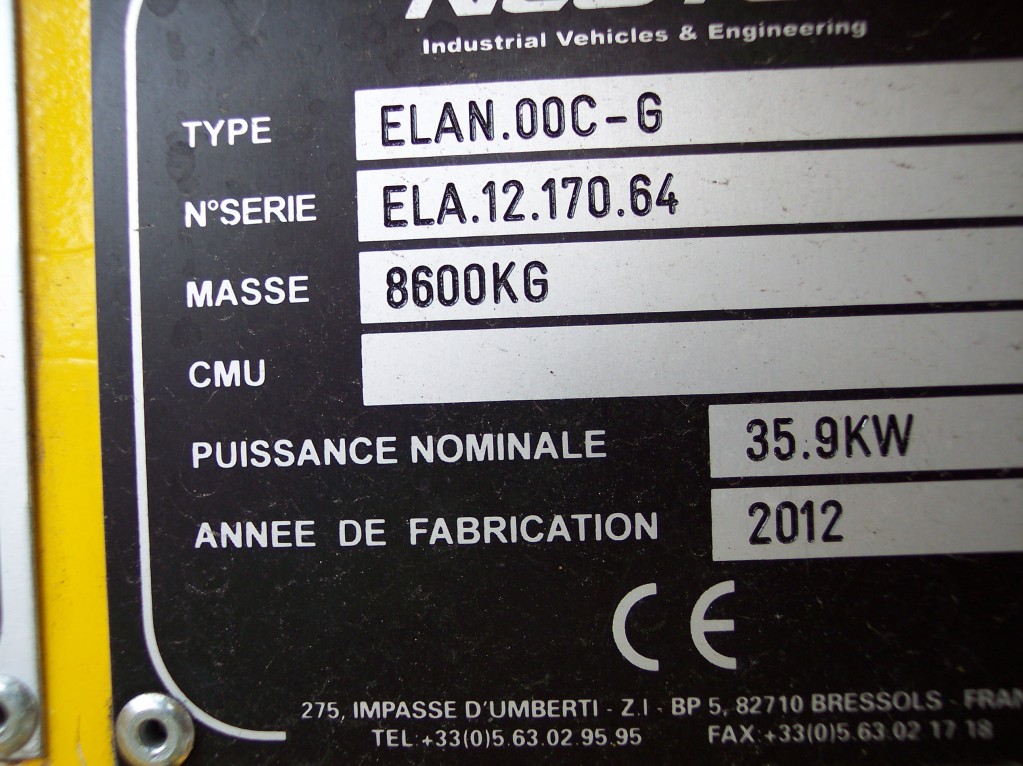 Industrial Vehicles & Engineering
TYPE ELAN.00C-G
N°SERIE ELA.12.170.64
MASSE 8600KG
CMU
PUISSANCE NOMINALE 35.9KW
ANNEE DE FABRICATION 2012
CE
275, IMPASSE D'UMBERTI - Z.I - BP 5, 82710 BRESSOLS - FRAN
TEL:+33(0)5.63.02.95.95 FAX:+33(0)5.63.02 17 18